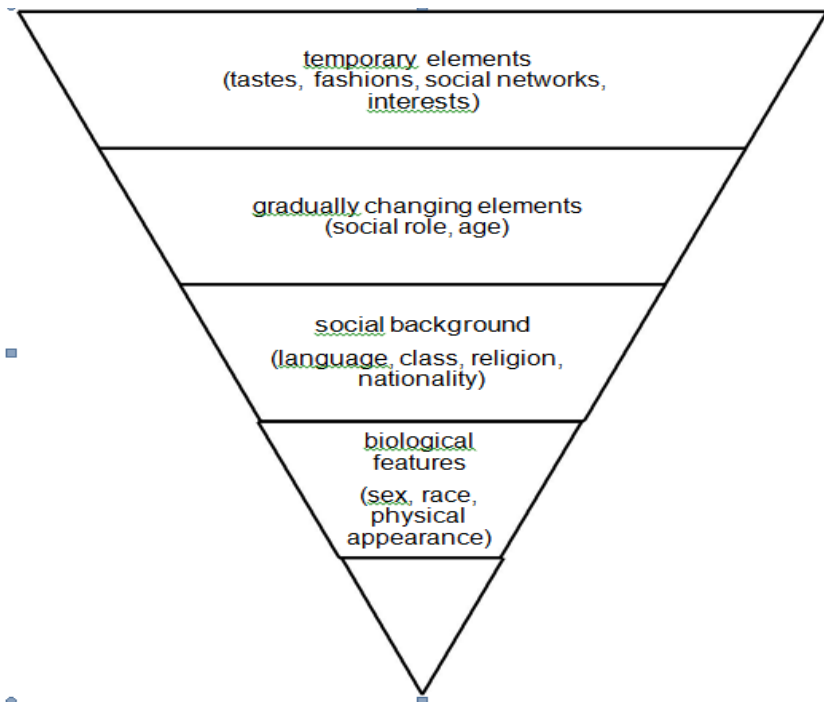 temporary elements
(tastes, fashions, social networks,
interests)
gradually changing elements
(social role, age)
social background
(language, class, religion,
nationality)
biological
features
(sex, race,
physical
appearance)